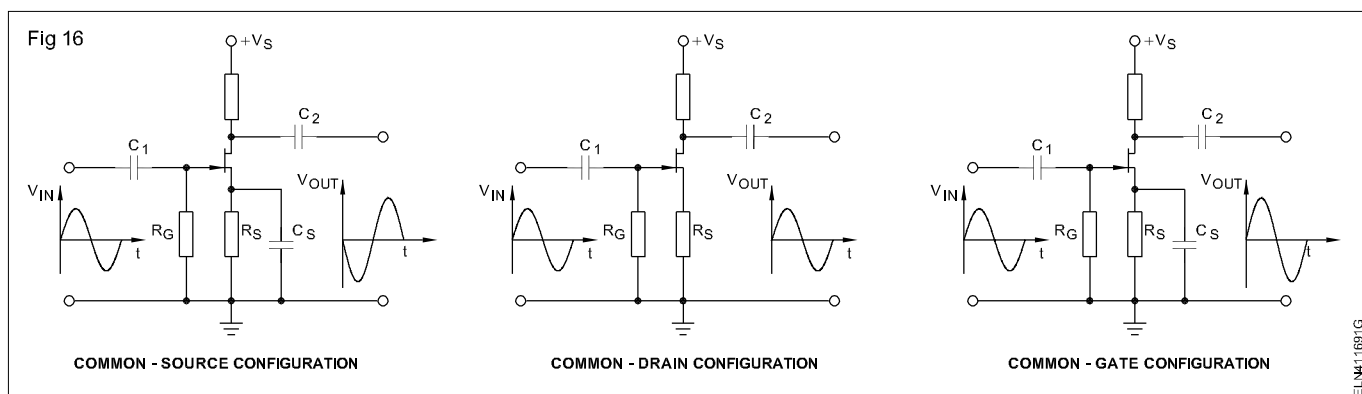 Fig 16
+VS
C2
C1
VIN
t
RG
RS
CS
VOUT
COMMON - SOURCE CONFIGURATION
+VS
C2
C1
VIN
t
RG
RS
VOUT
t
COMMON - DRAIN CONFIGURATION
+VS
C2
C1
VIN
t
RG
RS
CS
VOUT
t
COMMON - GATE CONFIGURATION
ELN411691G
t